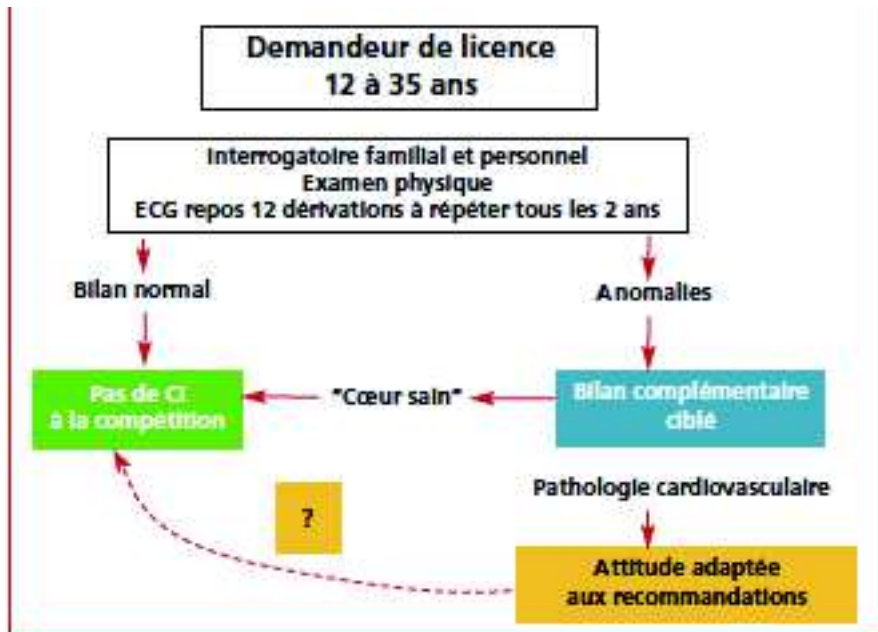 Demandeur de licence
12 à 35 ans
Interrogatoire familial et personnel
Examen physique
ECG repos 12 dérivations à répéter tous les 2 ans
Bilan normal
Anomalies
Pas de CI
à la compétition
"Cœur sain"
Bilan complémentaire
ciblé
Pathologie cardiovasculaire
?
Attitude adaptée
aux recommandations